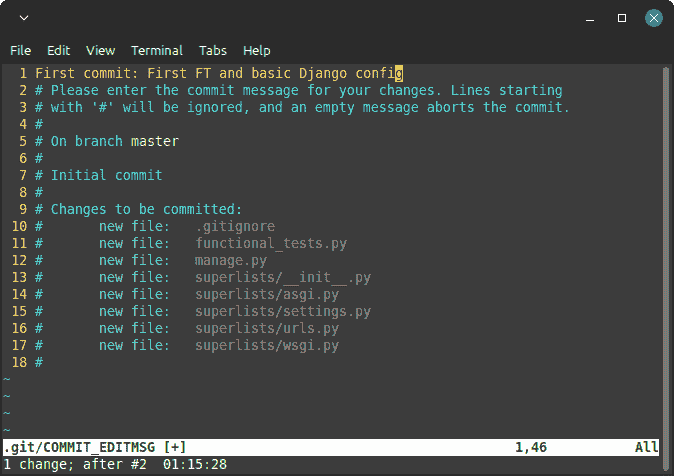 File Edit View Terminal Tabs Help
1 First commit: First FT and basic Django config
2 # Please enter the commit message for your changes. Lines starting
3 # with '#' will be ignored, and an empty message aborts the commit.
4 #
5 # On branch master
6 #
7 # Initial commit
8 #
9 # Changes to be committed:
10 #       new file:   .gitignore
11 #       new file:   functional_tests.py
12 #       new file:   manage.py
13 #       new file:   superlists/__init__.py
14 #       new file:   superlists/asgi.py
15 #       new file:   superlists/settings.py
16 #       new file:   superlists/urls.py
17 #       new file:   superlists/wsgi.py
18 #
~
~
~
~
.git/COMMIT_EDITMSG [+] 1,46 All
1 change; after #2  01:15:28